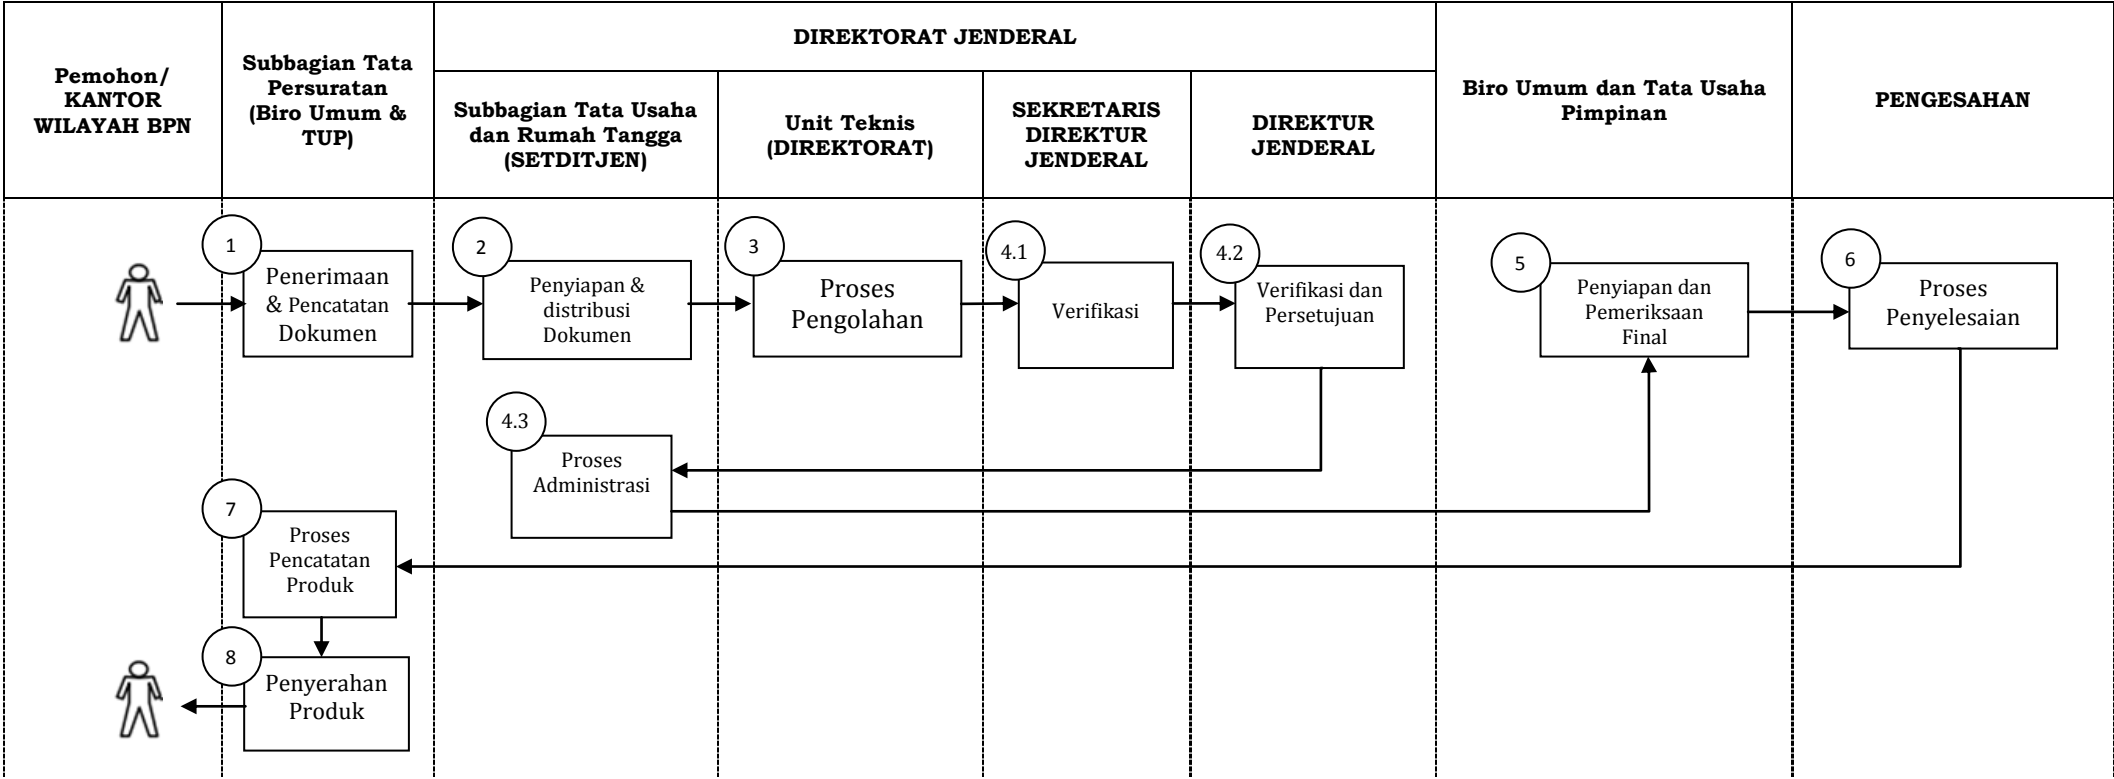 Pemohon/
KANTOR
WILAYAH BPN
Subbagian Tata
Persuratan
(Biro Umum &
TUP)
DIREKTORAT JENDERAL
Subbagian Tata Usaha
dan Rumah Tangga
(SETDITJEN)
Unit Teknis
(DIREKTORAT)
SEKRETARIS
DIREKTUR
JENDERAL
DIREKTUR
JENDERAL
Biro Umum dan Tata Usaha
Pimpinan
PENGESAHAN
1
Penerimaan
& Pencatatan
Dokumen
2
Penyiapan &
distribusi
Dokumen
3
Proses
Pengolahan
4.1
Verifikasi
4.2
Verifikasi dan
Persetujuan
5
Penyiapan dan
Pemeriksaan
Final
6
Proses
Penyelesaian
4.3
Proses
Administrasi
7
Proses
Pencatatan
Produk
8
Penyerahan
Produk